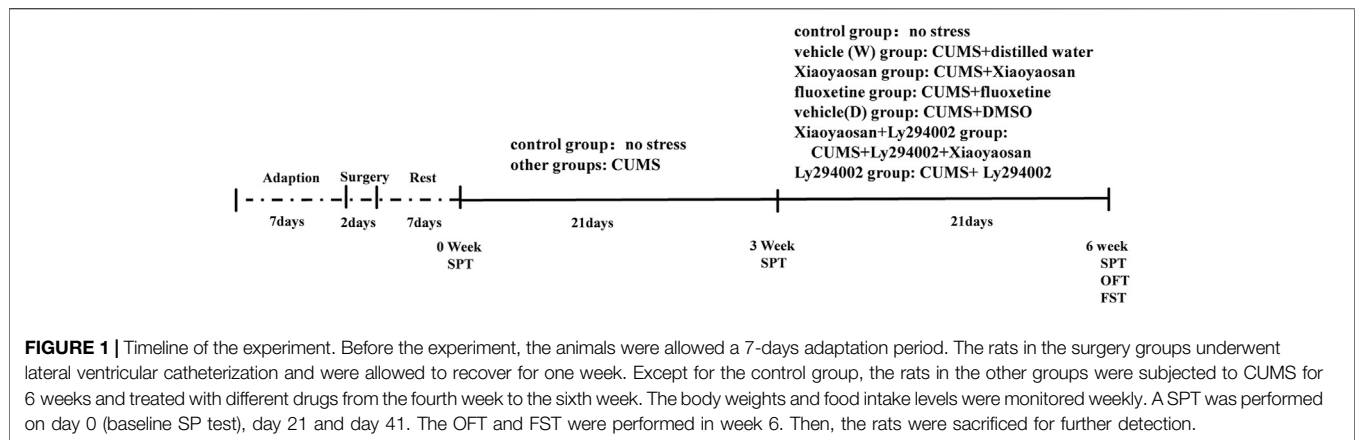 control group: no stress
vehicle (W) group: CUMS+distilled water
Xiaoyaosan group: CUMS+Xiaoyaosan
fluoxetine group: CUMS+fluoxetine
vehicle(D) group: CUMS+DMSO
Xiaoyaosan+Ly294002 group:
CUMS+Ly294002+Xiaoyaosan
Ly294002 group: CUMS+ Ly294002
control group: no stress
other groups: CUMS
Adaption Surgery Rest
7days 2days 7days 21days 21days
0 Week 3 Week 6 week
SPT SPT SPT
OFT
FST
FIGURE 1 | Timeline of the experiment. Before the experiment, the animals were allowed a 7-days adaptation period. The rats in the surgery groups underwent
lateral ventricular catheterization and were allowed to recover for one week. Except for the control group, the rats in the other groups were subjected to CUMS for
6 weeks and treated with different drugs from the fourth week to the sixth week. The body weights and food intake levels were monitored weekly. A SPT was performed
on day 0 (baseline SP test), day 21 and day 41. The OFT and FST were performed in week 6. Then, the rats were sacrificed for further detection.